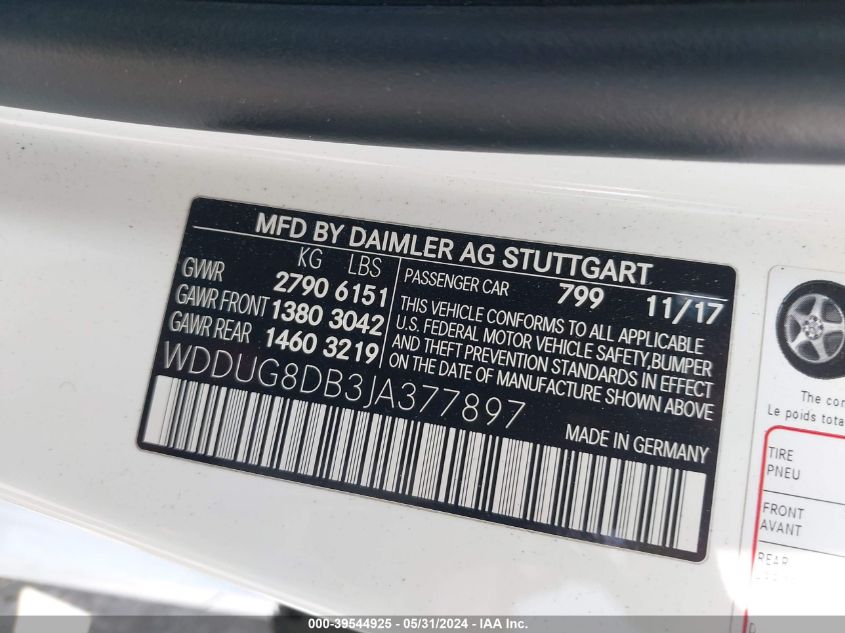 MFD BY DAIMLER AG STUTTGART
KG LBS
GVWR 2790 6151
GAWR FRONT 1380 3042
GAWR REAR 1460 3219
PASSENGER CAR 799 11/17
THIS VEHICLE CONFORMS TO ALL APPLICABLE
U.S. FEDERAL MOTOR VEHICLE SAFETY,BUMPER
AND THEFT PREVENTION STANDARDS IN EFFECT
ON THE DATE OF MANUFACTURE SHOWN ABOVE
WDDUG8DB3JA377897
MADE IN GERMANY
The
Le poids
TIRE
PNEU
FRONT
AVANT
REAR
000-39544925 - 05/31/2024 - IAA Inc.